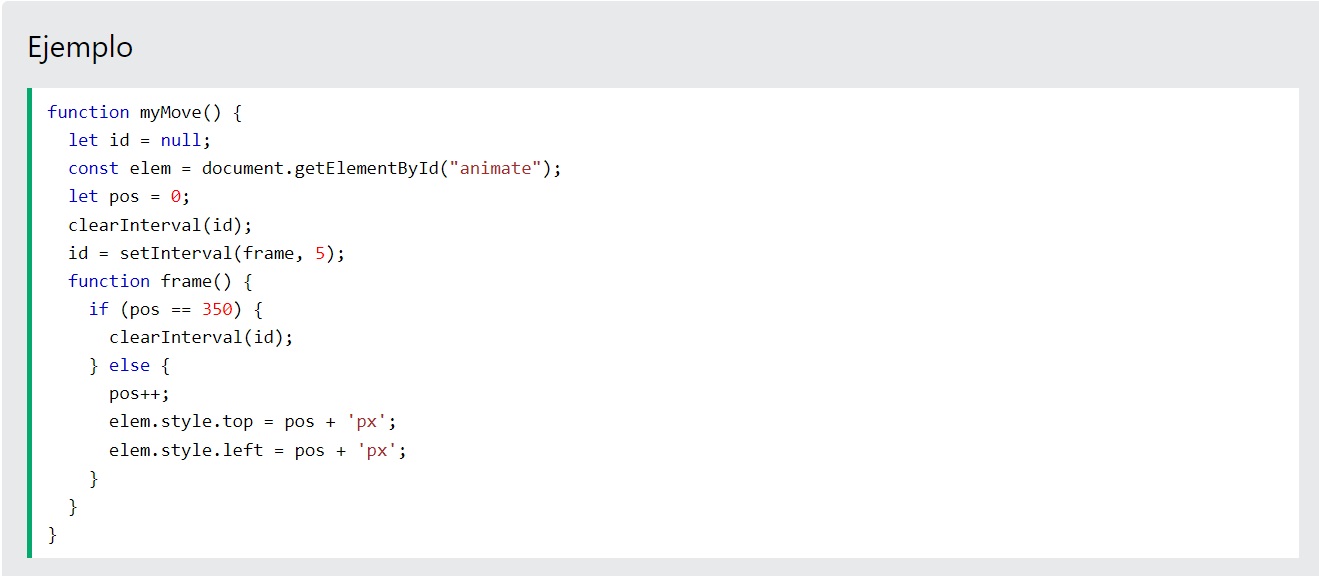 Ejemplo
function myMove() {
  let id = null;
  const elem = document.getElementById("animate");
  let pos = 0;
  clearInterval(id);
  id = setInterval(frame, 5);
  function frame() {
    if (pos == 350) {
      clearInterval(id);
    } else {
      pos++;
      elem.style.top = pos + 'px';
      elem.style.left = pos + 'px';
    }
  }
}